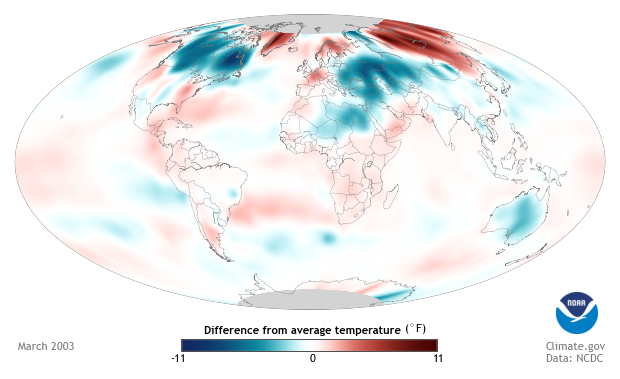 Difference from average temperature (°F)
-11 0 11
March 2003
NOAA
Climate.gov
Data: NCDC